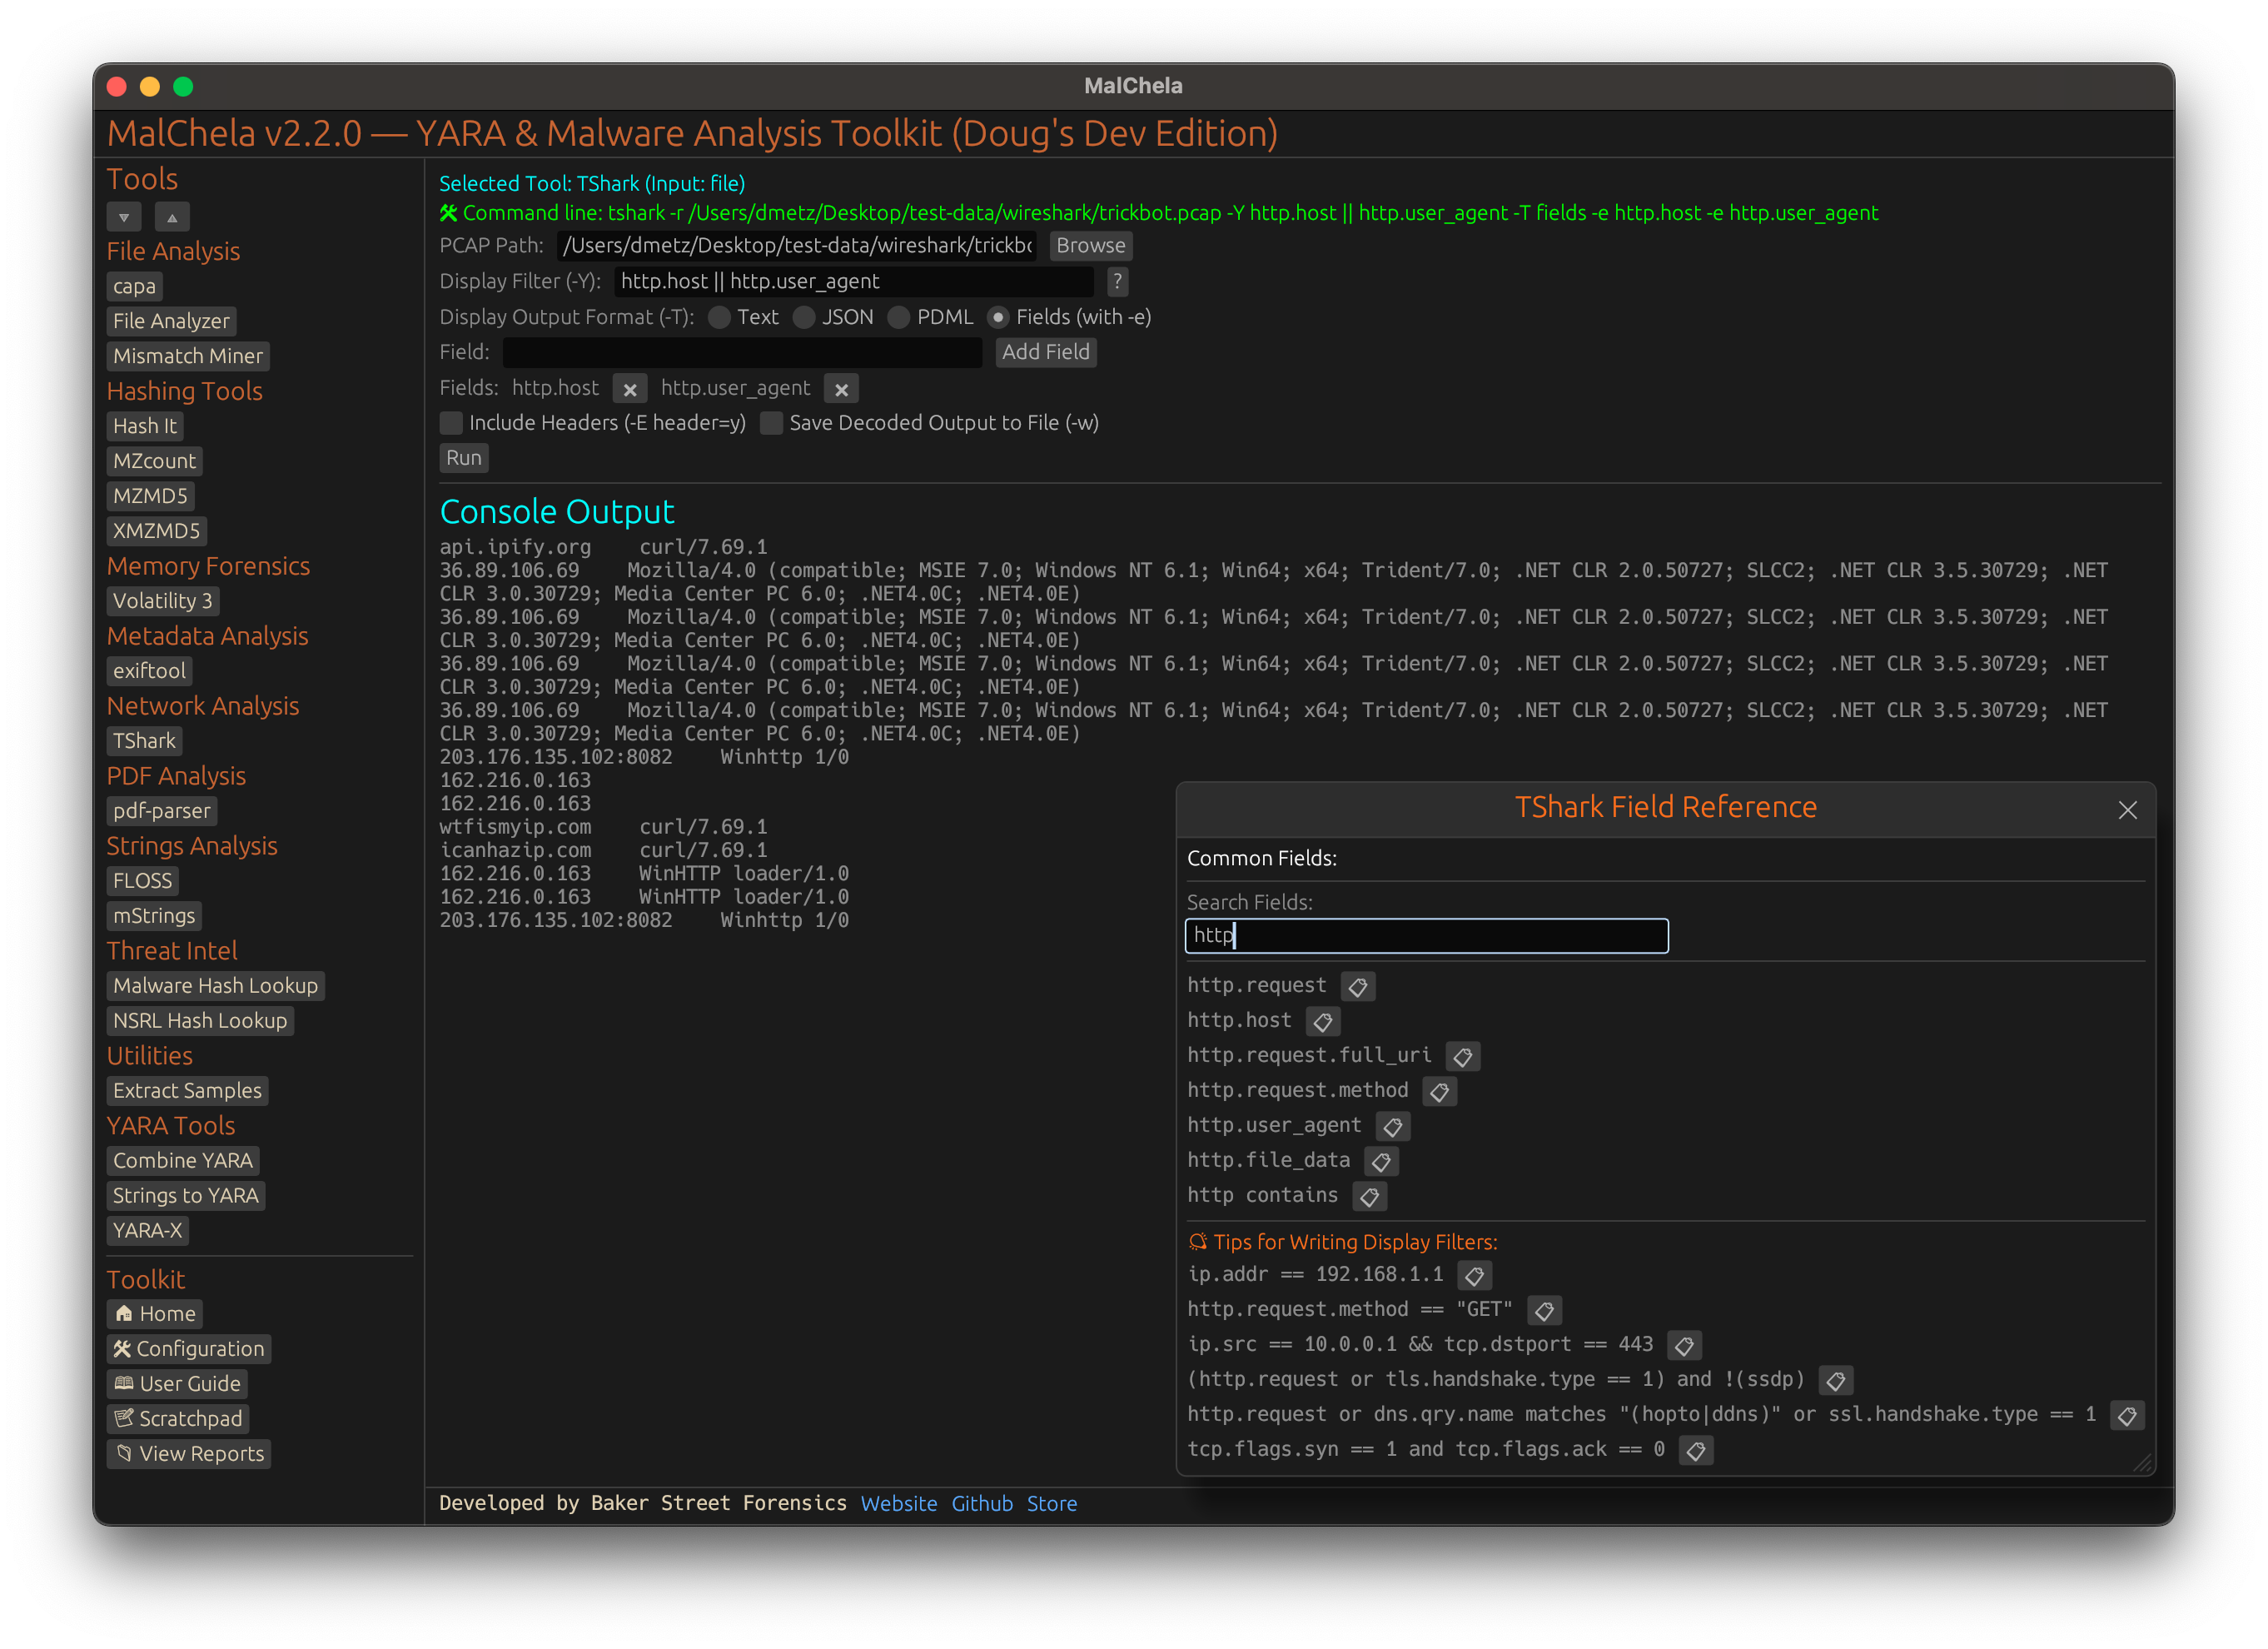 MalChela
MalChela v2.2.0 — YARA & Malware Analysis Toolkit (Doug's Dev Edition)
Tools
File Analysis
capa
File Analyzer
Mismatch Miner
Hashing Tools
Hash It
MZcount
MZMD5
XMZMD5
Memory Forensics
Volatility 3
Metadata Analysis
exiftool
Network Analysis
TShark
PDF Analysis
pdf-parser
Strings Analysis
FLOSS
mStrings
Threat Intel
Malware Hash Lookup
NSRL Hash Lookup
Utilities
Extract Samples
YARA Tools
Combine YARA
Strings to YARA
YARA-X
Toolkit
Home
Configuration
User Guide
Scratchpad
View Reports
Selected Tool: TShark (Input: file)
Command line: tshark -r /Users/dmetz/Desktop/test-data/wireshark/trickbot.pcap -Y http.host || http.user_agent -T fields -e http.host -e http.user_agent
PCAP Path: /Users/dmetz/Desktop/test-data/wireshark/trickbo Browse
Display Filter (-Y): http.host || http.user_agent ?
Display Output Format (-T): Text JSON PDML Fields (with -e)
Field: Add Field
Fields: http.host x http.user_agent x
Include Headers (-E header=y) Save Decoded Output to File (-w)
Run
Console Output
api.ipify.org curl/7.69.1
36.89.106.69 Mozilla/4.0 (compatible; MSIE 7.0; Windows NT 6.1; Win64; x64; Trident/7.0; .NET CLR 2.0.50727; SLCC2; .NET CLR 3.5.30729; .NET
CLR 3.0.30729; Media Center PC 6.0; .NET4.0C; .NET4.0E)
36.89.106.69 Mozilla/4.0 (compatible; MSIE 7.0; Windows NT 6.1; Win64; x64; Trident/7.0; .NET CLR 2.0.50727; SLCC2; .NET CLR 3.5.30729; .NET
CLR 3.0.30729; Media Center PC 6.0; .NET4.0C; .NET4.0E)
36.89.106.69 Mozilla/4.0 (compatible; MSIE 7.0; Windows NT 6.1; Win64; x64; Trident/7.0; .NET CLR 2.0.50727; SLCC2; .NET CLR 3.5.30729; .NET
CLR 3.0.30729; Media Center PC 6.0; .NET4.0C; .NET4.0E)
36.89.106.69 Mozilla/4.0 (compatible; MSIE 7.0; Windows NT 6.1; Win64; x64; Trident/7.0; .NET CLR 2.0.50727; SLCC2; .NET CLR 3.5.30729; .NET
CLR 3.0.30729; Media Center PC 6.0; .NET4.0C; .NET4.0E)
203.176.135.102:8082 Winhttp 1/0
162.216.0.163
162.216.0.163
wtfismyip.com curl/7.69.1
icanhazip.com curl/7.69.1
162.216.0.163 WinHTTP loader/1.0
162.216.0.163 WinHTTP loader/1.0
203.176.135.102:8082 Winhttp 1/0
TShark Field Reference
Common Fields:
Search Fields:
http
http.request
http.host
http.request.full_uri
http.request.method
http.user_agent
http.file_data
http contains
Tips for Writing Display Filters:
ip.addr == 192.168.1.1
http.request.method == "GET"
ip.src == 10.0.0.1 && tcp.dstport == 443
(http.request or tls.handshake.type == 1) and !(ssdp)
http.request or dns.qry.name matches "(hopto|ddns)" or ssl.handshake.type == 1
tcp.flags.syn == 1 and tcp.flags.ack == 0
Developed by Baker Street Forensics Website Github Store